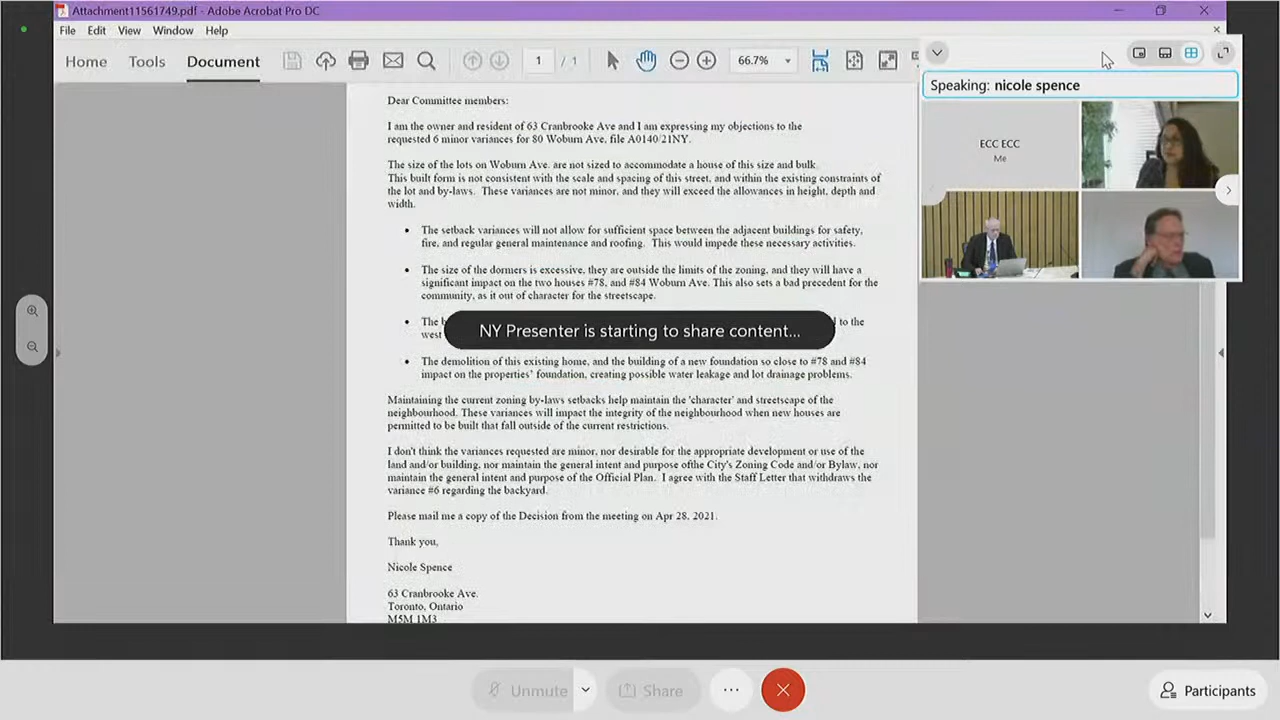 Attachment11561749.pdf - Adobe Acrobat Pro DC
File Edit View Window Help
Home Tools Document 1 / 1 66.7%
Speaking: nicole spence
ECC ECC
Me
Dear Committee members:
I am the owner and resident of 63 Cranbrooke Ave and I am expressing my objections to the
requested 6 minor variances for 80 Woburn Ave, file A0140/21NY.
The size of the lots on Woburn Ave. are not sized to accommodate a house of this size and bulk.
This built form is not consistent with the scale and spacing of this street, and within the existing constraints of
the lot and by-laws. These variances are not minor, and they will exceed the allowances in height, depth and
width.
• The setback variances will not allow for sufficient space between the adjacent buildings for safety,
fire, and regular general maintenance and roofing. This would impede these necessary activities.
• The size of the dormers is excessive, they are outside the limits of the zoning, and they will have a
significant impact on the two houses #78, and #84 Woburn Ave. This also sets a bad precedent for the
community, as it out of character for the streetscape.
• The to the
west
NY Presenter is starting to share content...
• The demolition of this existing home, and the building of a new foundation so close to #78 and #84
impact on the properties' foundation, creating possible water leakage and lot drainage problems.
Maintaining the current zoning by-laws setbacks help maintain the 'character' and streetscape of the
neighbourhood. These variances will impact the integrity of the neighbourhood when new houses are
permitted to be built that fall outside of the current restrictions.
I don't think the variances requested are minor, nor desirable for the appropriate development or use of the
land and/or building, nor maintain the general intent and purpose ofthe City's Zoning Code and/or Bylaw, nor
maintain the general intent and purpose of the Official Plan. I agree with the Staff Letter that withdraws the
variance #6 regarding the backyard.
Please mail me a copy of the Decision from the meeting on Apr 28, 2021.
Thank you,
Nicole Spence
63 Cranbrooke Ave.
Toronto, Ontario
M5M 1M3
Unmute Share Participants